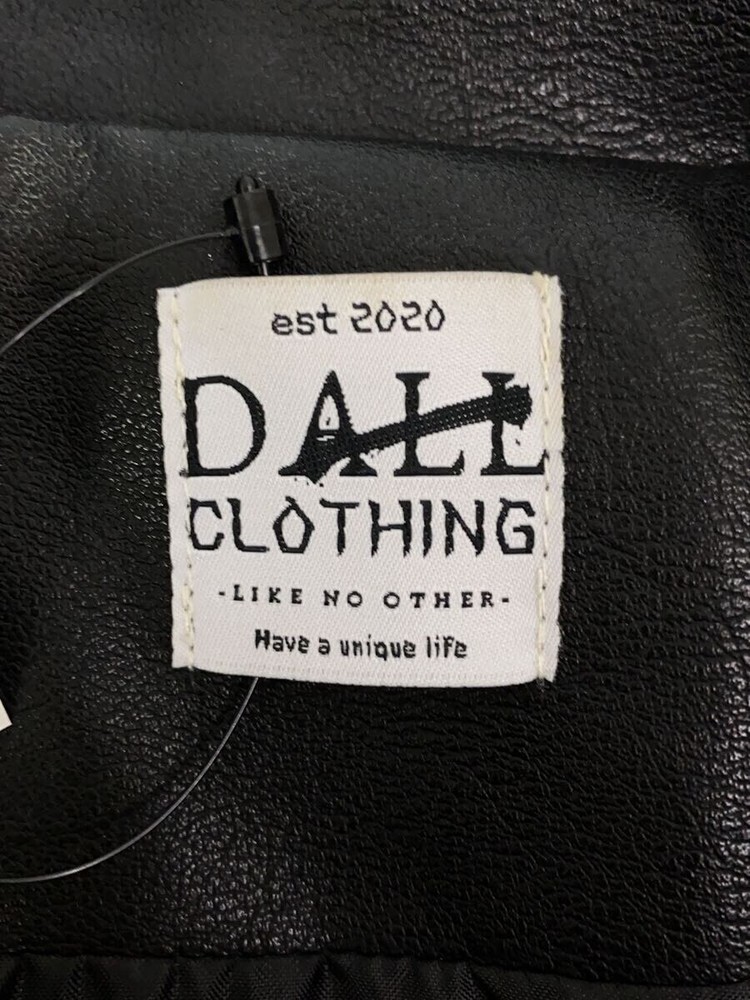 est 2020
DALL
CLOTHING
-LIKE NO OTHER-
Have a unique life